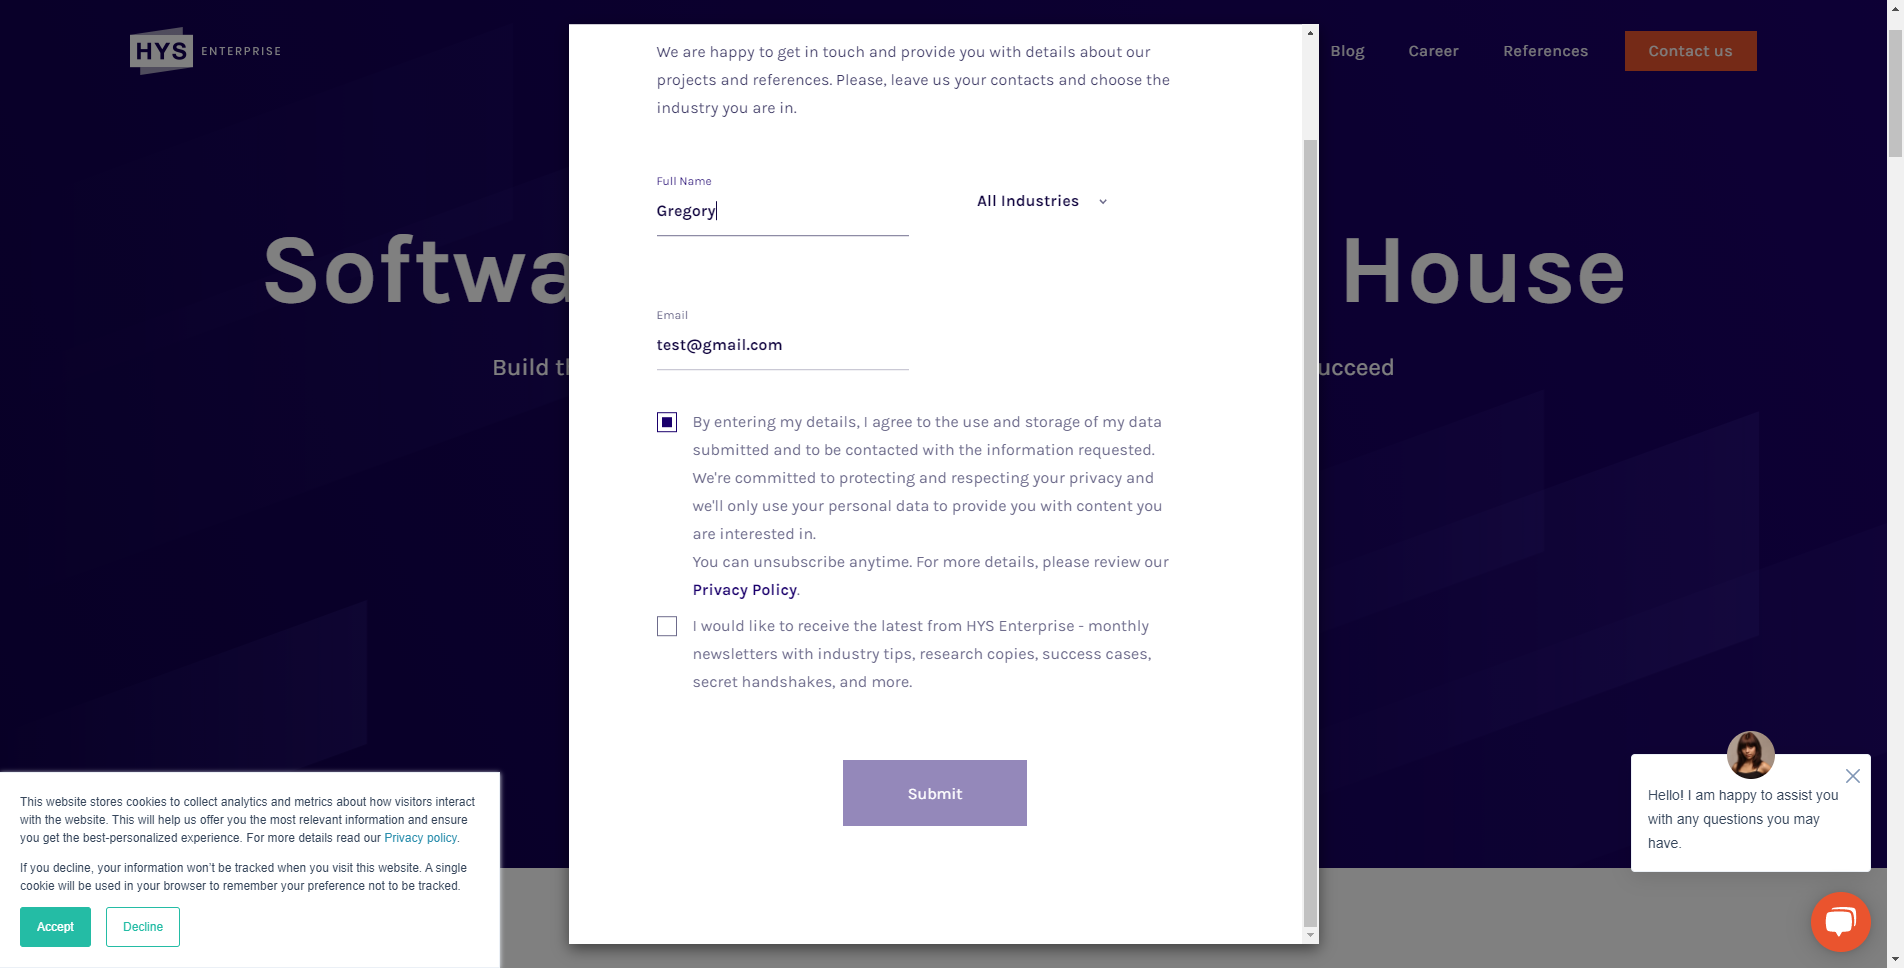 HYS ENTERPRISE
Blog
Career
References
Contact us
Softwa
House
Build th
ucceed
We are happy to get in touch and provide you with details about our
projects and references. Please, leave us your contacts and choose the
industry you are in.
Full Name
Gregory
All Industries
Email
test@gmail.com
By entering my details, I agree to the use and storage of my data
submitted and to be contacted with the information requested.
We're committed to protecting and respecting your privacy and
we'll only use your personal data to provide you with content you
are interested in.
You can unsubscribe anytime. For more details, please review our
Privacy Policy.
I would like to receive the latest from HYS Enterprise - monthly
newsletters with industry tips, research copies, success cases,
secret handshakes, and more.
Submit
This website stores cookies to collect analytics and metrics about how visitors interact
with the website. This will help us offer you the most relevant information and ensure
you get the best-personalized experience. For more details read our Privacy policy.
If you decline, your information won't be tracked when you visit this website. A single
cookie will be used in your browser to remember your preference not to be tracked.
Accept
Decline
Hello! I am happy to assist you
with any questions you may
have.